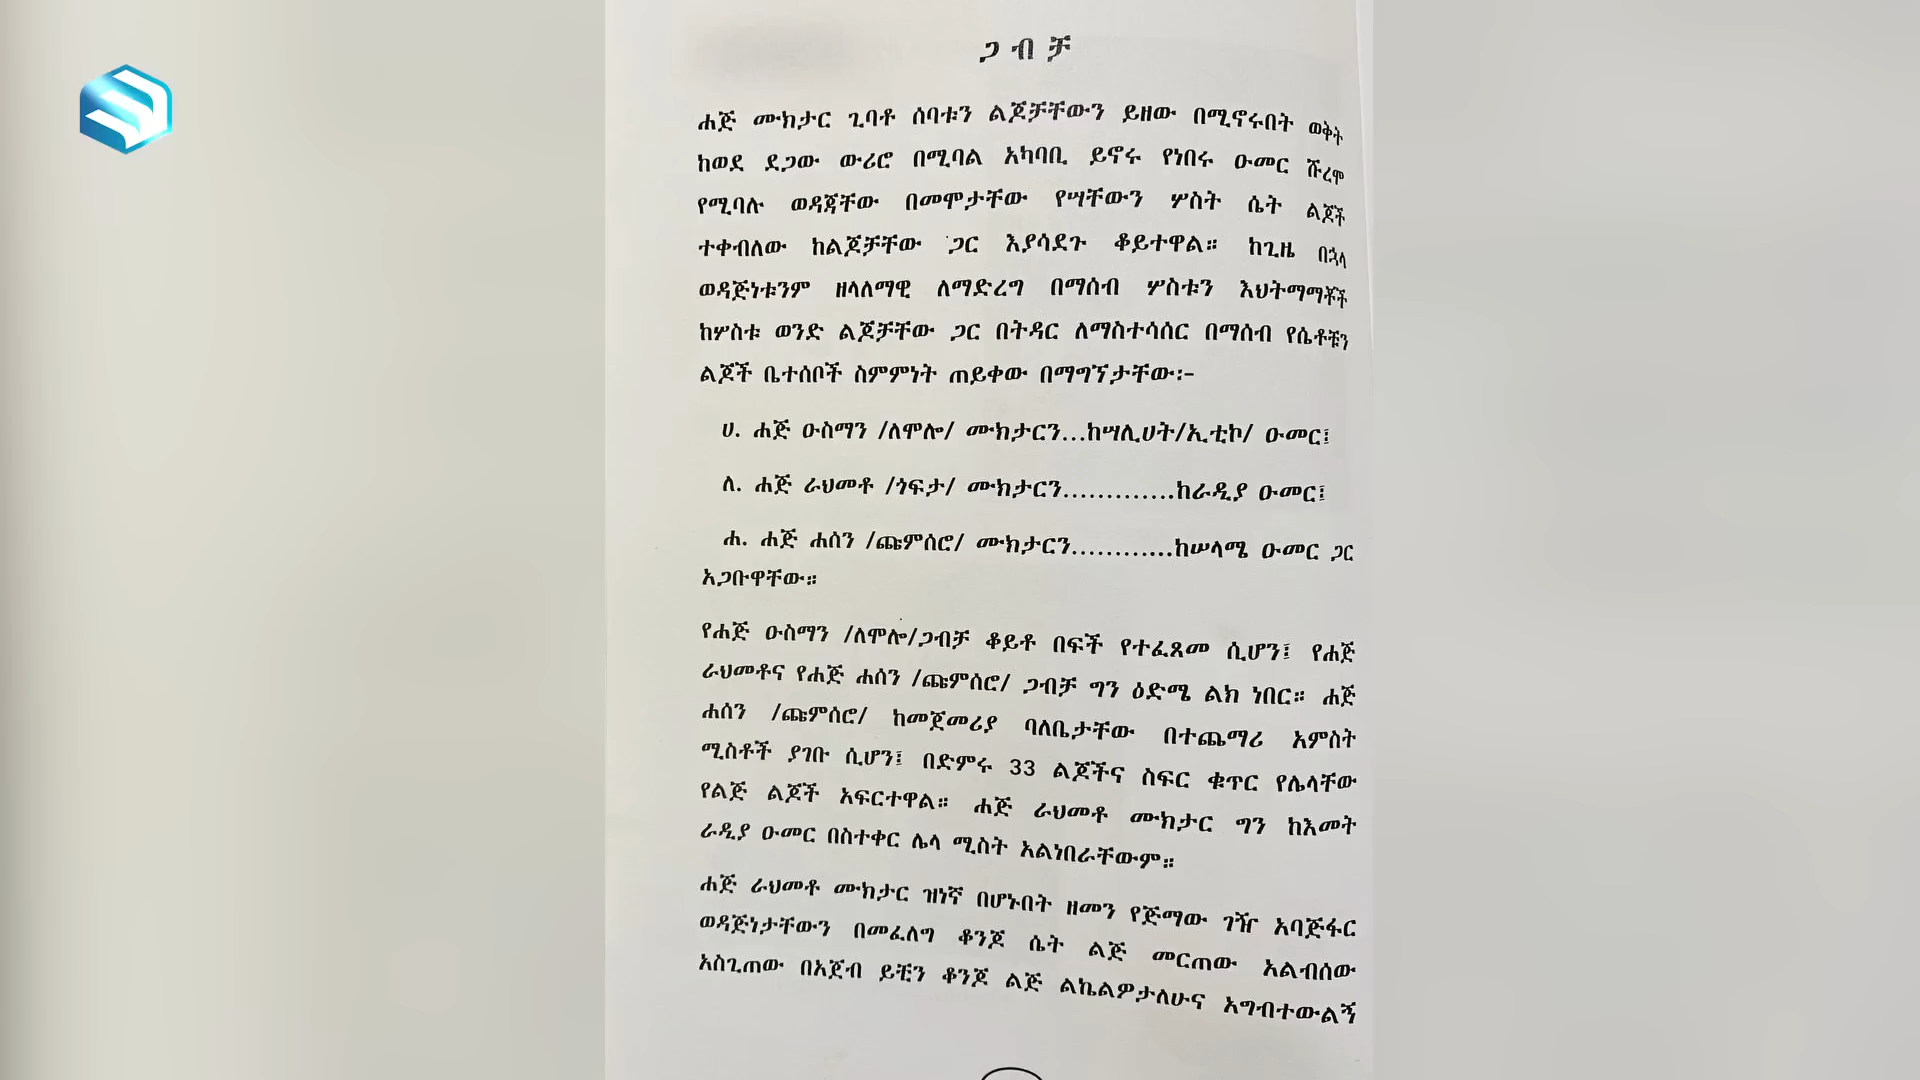 ጋብቻ
ሐጅ ሙክታር ጊባቶ ሰባቱን ልጆቻቸውን ይዘው በሚኖሩበት ወቅት
ከወደ ደጋው ውሪሮ በሚባል አካባቢ ይኖሩ የነበሩ ዑመር ሹረሞ
የሚባሉ ወዳጃቸው በመሞታቸው የሣቸውን ሦስት ሴት ልጆች
ተቀብለው ከልጆቻቸው ጋር እያሳደጉ ቆይተዋል። ከጊዜ በኋላ
ወዳጅነቱንም ዘላለማዊ ለማድረግ በማሰብ ሦስቱን እህትማማቾች
ከሦስቱ ወንድ ልጆቻቸው ጋር በትዳር ለማስተሳሰር በማሰብ የሴቶቹን
ልጆች ቤተሰቦች ስምምነት ጠይቀው በማግኘታቸው፡-
ሀ. ሐጅ ዑስማን /ለሞሎ/ ሙክታርን...ከሣሊሀት/ኢቲኮ/ ዑመር፤
ለ. ሐጅ ራህመቶ /ጎፍታ/ ሙክታርን.............ከራዲያ ዑመር፤
ሐ. ሐጅ ሐሰን /ጩምሰሮ/ ሙክታርን............ከሠላሜ ዑመር ጋር
አጋቡዋቸው።
የሐጅ ዑስማን /ለሞሎ/ጋብቻ ቆይቶ በፍች የተፈጸመ ሲሆን፤ የሐጅ
ራህመቶና የሐጅ ሐሰን /ጩምሰሮ/ ጋብቻ ግን ዕድሜ ልክ ነበር። ሐጅ
ሐሰን /ጩምሰሮ/ ከመጀመሪያ ባለቤታቸው በተጨማሪ አምስት
ሚስቶች ያገቡ ሲሆን፤ በድምሩ 33 ልጆችና ስፍር ቁጥር የሌላቸው
የልጅ ልጆች አፍርተዋል። ሐጅ ራህመቶ ሙክታር ግን ከእመት
ራዲያ ዑመር በስተቀር ሌላ ሚስት አልነበራቸውም።
ሐጅ ራህመቶ ሙክታር ዝነኛ በሆኑበት ዘመን የጅማው ገዥ አባጅፋር
ወዳጅነታቸውን በመፈለግ ቆንጆ ሴት ልጅ መርጠው አልብሰው
አስጊጠው በአጀብ ይቺን ቆንጆ ልጅ ልኬልዎታለሁና አግብተውልኝ